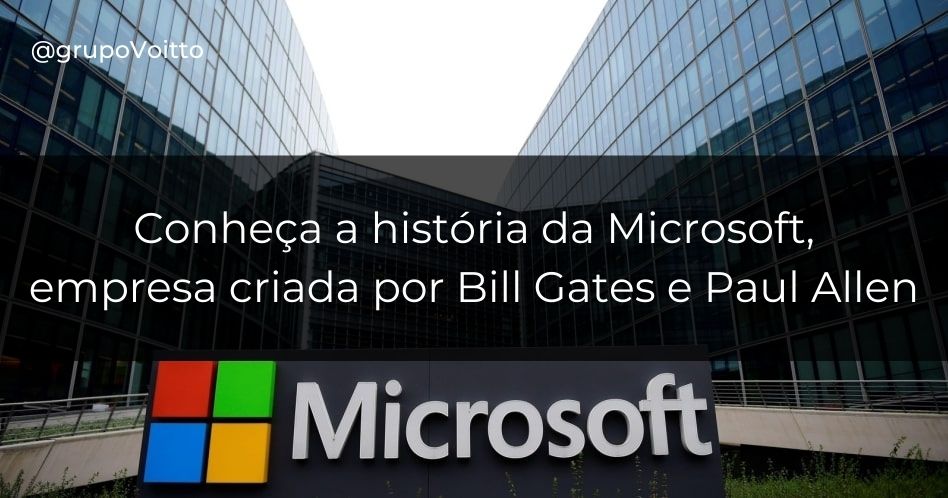 @grupoVoitto
Conheça a história da Microsoft,
empresa criada por Bill Gates e Paul Allen
Microsoft